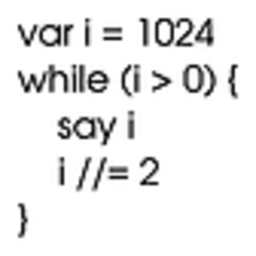 var i = 1024
while (i > 0) {
    say i
    i //= 2
}